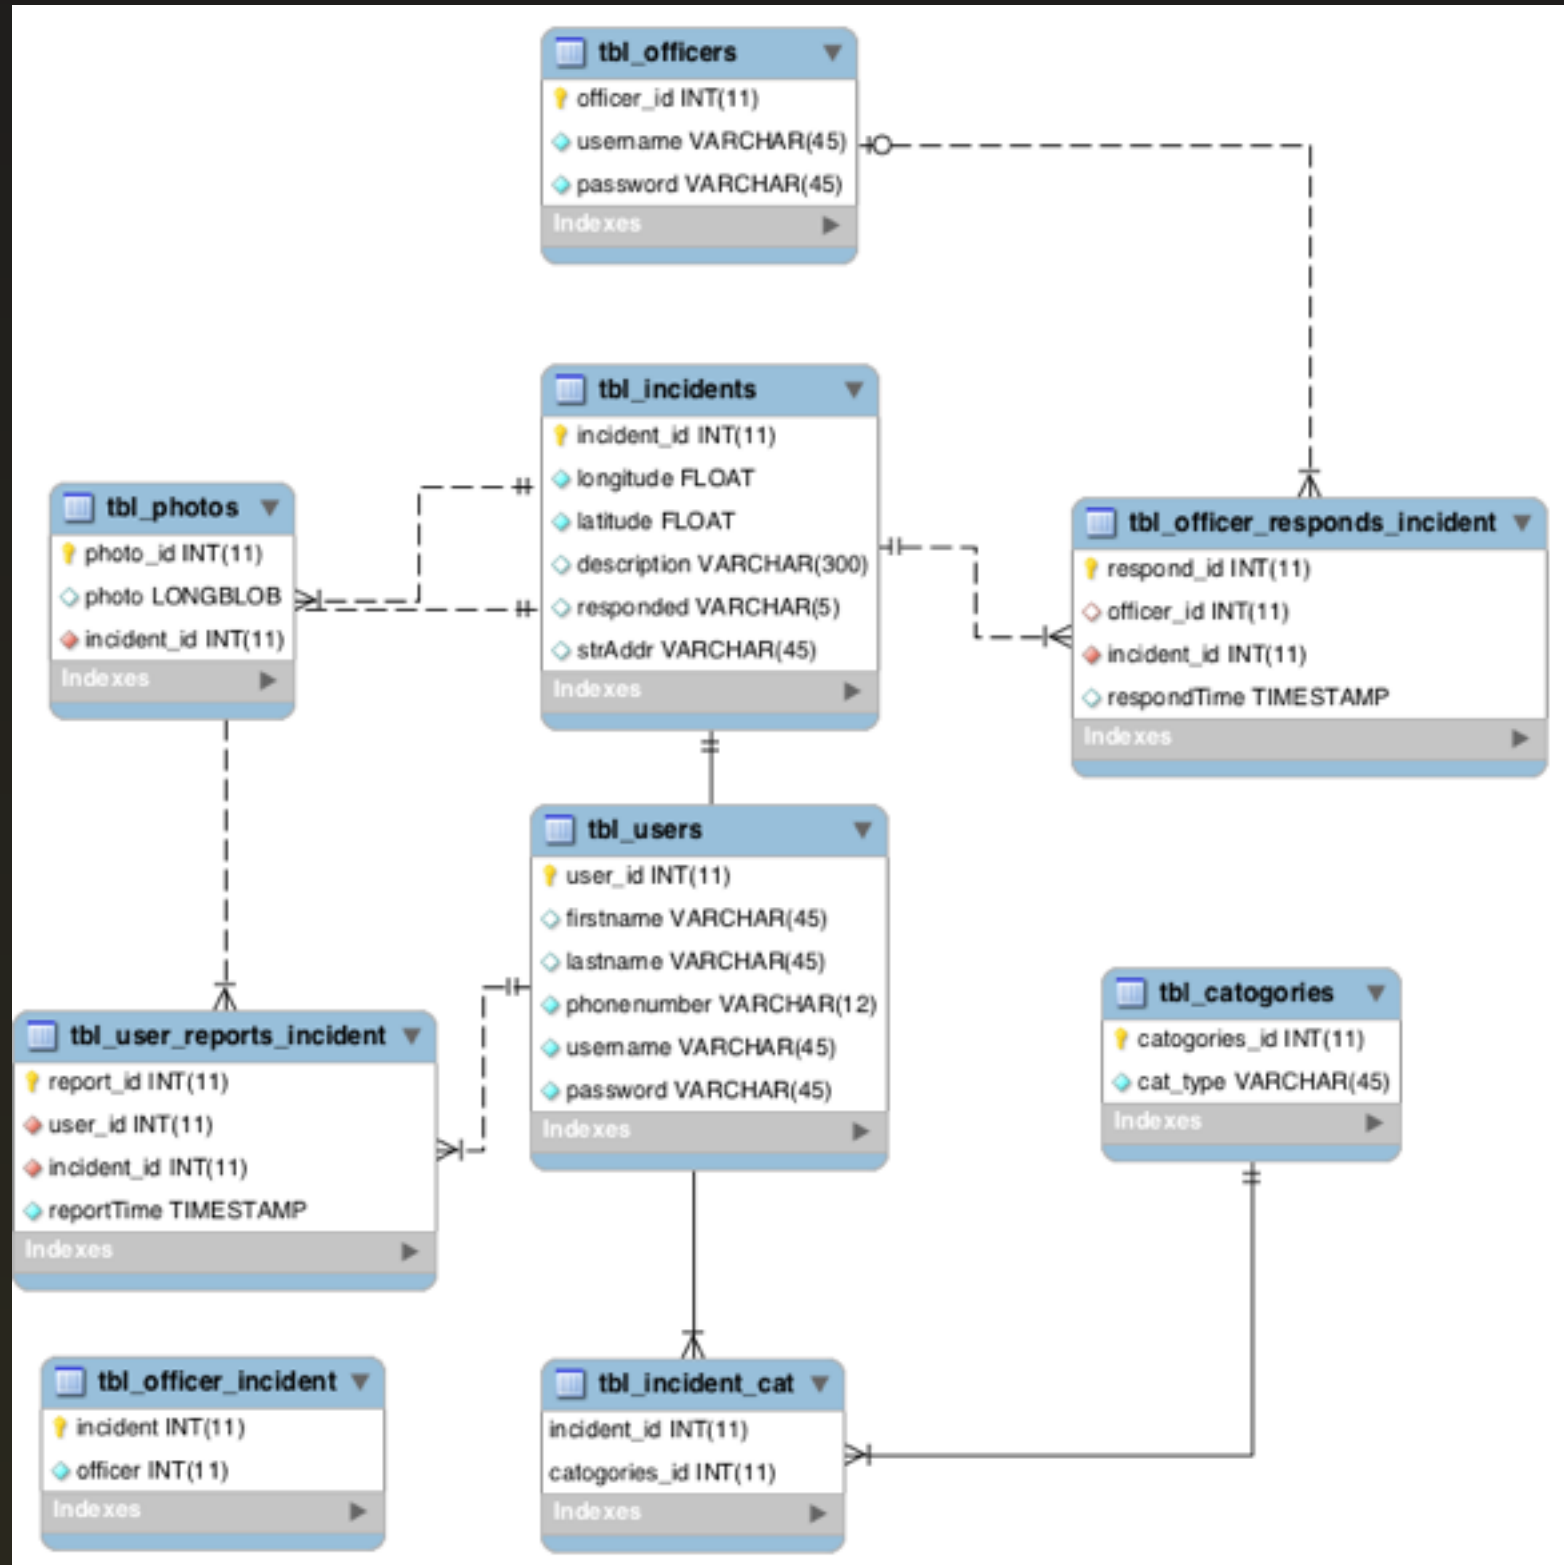 tbl_officers
officer_id INT(11)
username VARCHAR(45)
password VARCHAR(45)
Indexes
tbl_incidents
incident_id INT(11)
longitude FLOAT
latitude FLOAT
description VARCHAR(300)
responded VARCHAR(5)
strAddr VARCHAR(45)
Indexes
tbl_photos
photo_id INT(11)
photo LONGBLOB
incident_id INT(11)
Indexes
tbl_officer_responds_incident
respond_id INT(11)
officer_id INT(11)
incident_id INT(11)
respondTime TIMESTAMP
Indexes
tbl_users
user_id INT(11)
firstname VARCHAR(45)
lastname VARCHAR(45)
phonenumber VARCHAR(12)
username VARCHAR(45)
password VARCHAR(45)
Indexes
tbl_catogories
catogories_id INT(11)
cat_type VARCHAR(45)
Indexes
tbl_user_reports_incident
report_id INT(11)
user_id INT(11)
incident_id INT(11)
reportTime TIMESTAMP
Indexes
tbl_officer_incident
incident INT(11)
officer INT(11)
Indexes
tbl_incident_cat
incident_id INT(11)
catogories_id INT(11)
Indexes